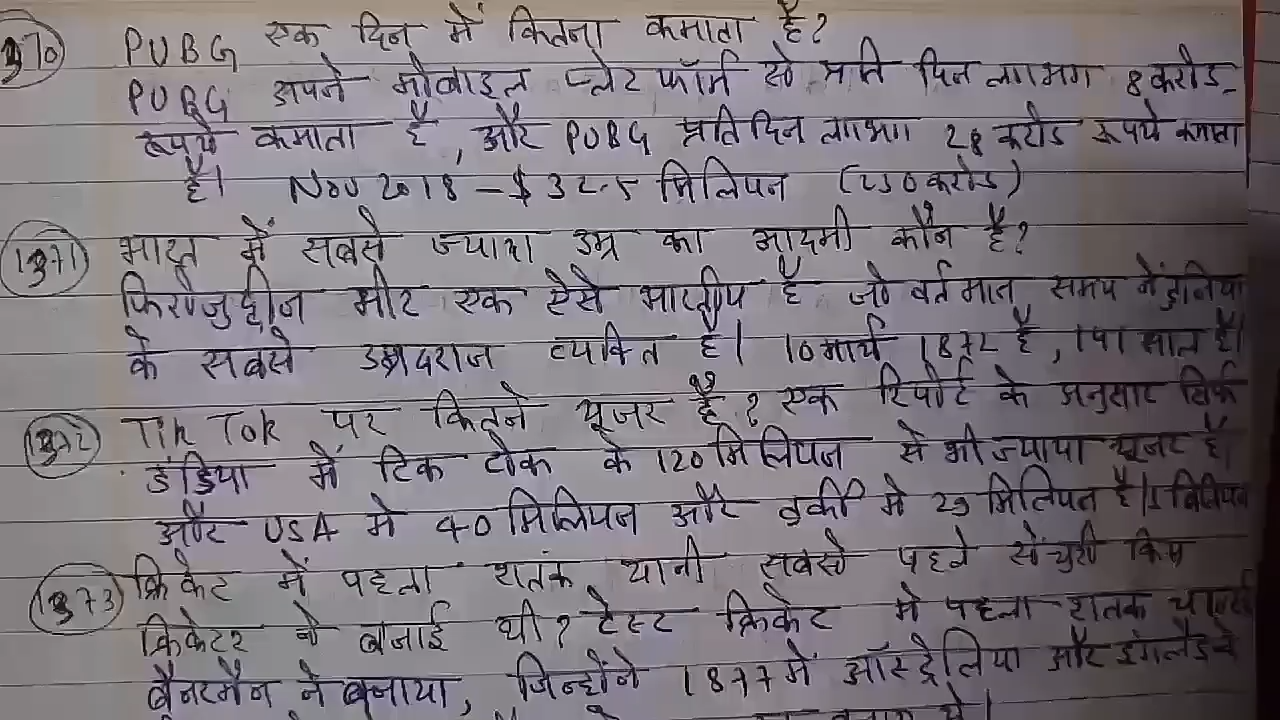 370 PUBG एक दिन में कितना कमाता है?
PUBG अपने मोबाइल प्लेट फॉर्म से प्रति दिन लगभग 8 करोड़
रूपये कमाता है, और PUBG प्रतिदिन लगभग 28 करोड रूपये कमाता
है। Nov 2018 - $32.5 मिलियन (230 करोड)
1371 भारत में सबसे ज्यादा उम्र का आदमी कौन है?
फिरोजुद्दीन मीर एक ऐसे भारतीय है जो वर्तमान समय में दुनिया
के सबसे उम्रदराज व्यक्ति है। 10 मार्च 1872 है, 141 साल है।
1372 Tik Tok पर कितने यूजर है? एक रिपोर्ट के अनुसार सिर्फ
इंडिया में टिक टोक के 120 मिलियन से भी ज्यादा यूजर है।
और USA मे 40 मिलियन और तुर्की मे 29 मिलियन है।1 बिलियन
1373 क्रिकेट में पहला शतक यानी सबसे पहले सेंचुरी किस
क्रिकेटर ने बनाई थी? टेस्ट क्रिकेट मे पहला शतक चार्ल्स
बैनरमैन ने बनाया, जिन्होंने 1877 में ऑस्ट्रेलिया और इंगलैंड के
थे।